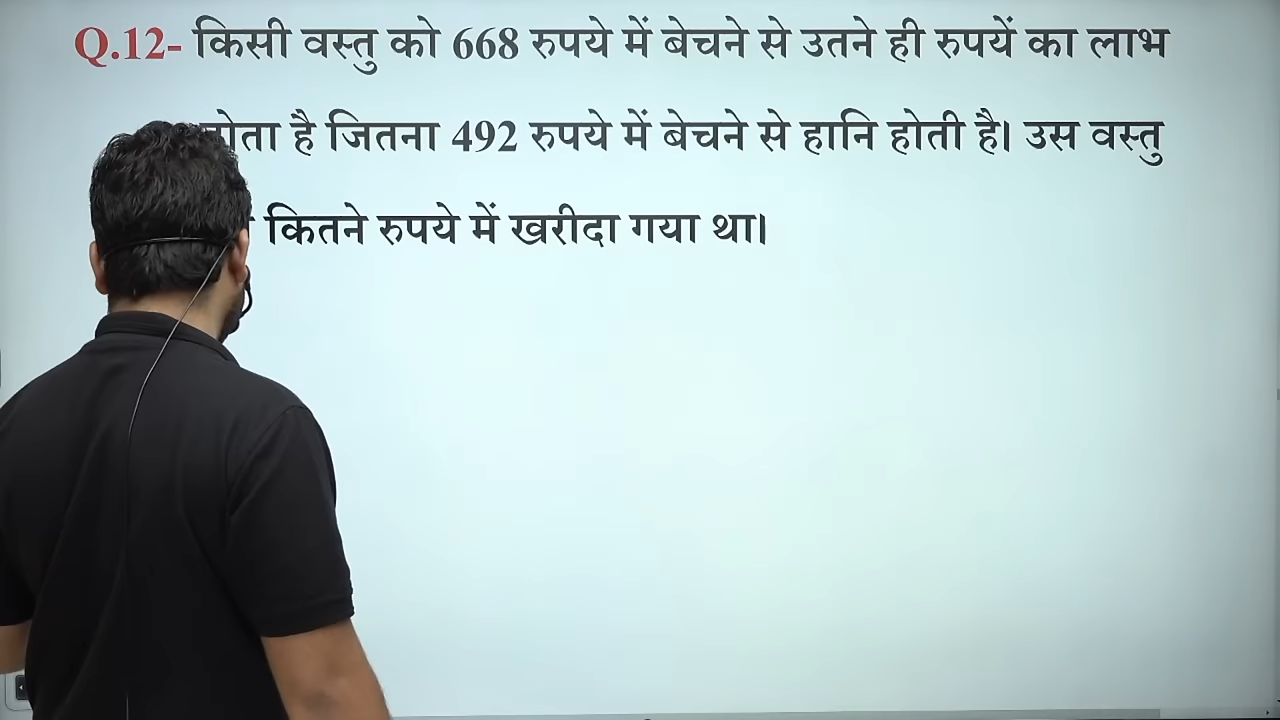 Q.12- किसी वस्तु को 668 रुपये में बेचने से उतने ही रुपयें का लाभ
होता है जितना 492 रुपये में बेचने से हानि होती है। उस वस्तु
कितने रुपये में खरीदा गया था।